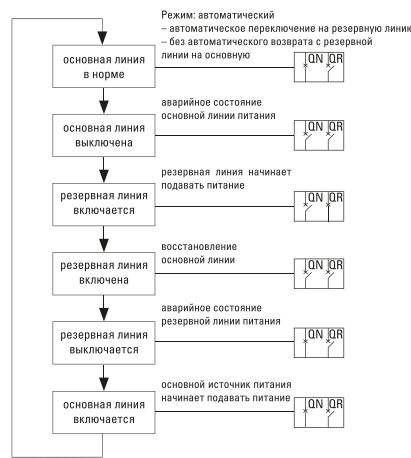 Режим: автоматический
– автоматическое переключение на резервную линию
– без автоматического возврата с резервной
линии на основную
основная линия
в норме
QN QR
аварийное состояние
основной линии питания
основная линия
выключена
QN QR
резервная линия начинает
подавать питание
резервная линия
включается
QN QR
восстановление
основной линии
резервная линия
включена
QN QR
аварийное состояние
резервной линии питания
резервная линия
выключается
QN QR
основной источник питания
начинает подавать питание
основная линия
включается
QN QR